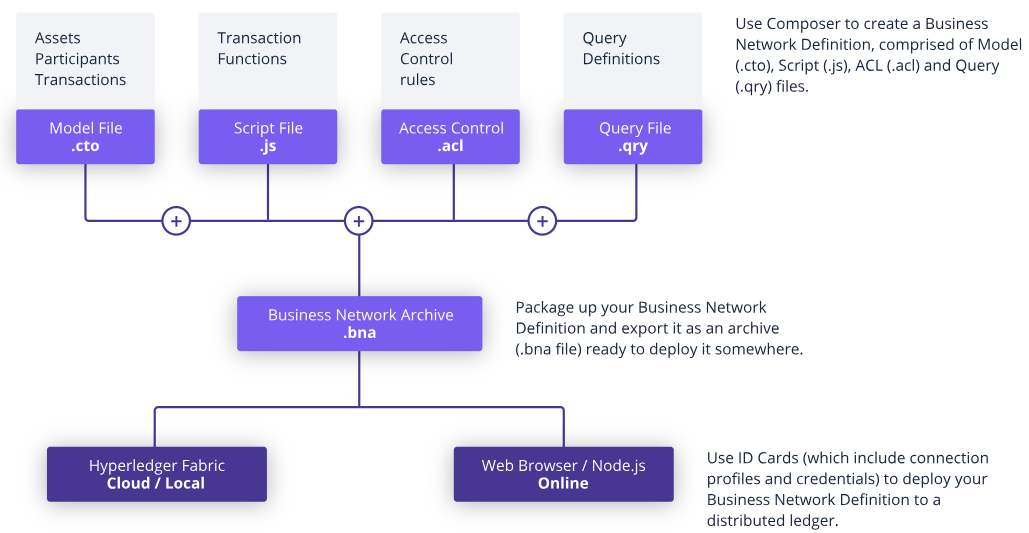 Assets
Participants
Transactions
Model File
.cto
Transaction
Functions
Script File
.js
Access
Control
rules
Access Control
.acl
Query
Definitions
Query File
.qry
Use Composer to create a Business
Network Definition, comprised of Model
(.cto), Script (.js), ACL (.acl) and Query
(.qry) files.
+
+
+
Business Network Archive
.bna
Package up your Business Network
Definition and export it as an archive
(.bna file) ready to deploy it somewhere.
Hyperledger Fabric
Cloud / Local
Web Browser / Node.js
Online
Use ID Cards (which include connection
profiles and credentials) to deploy your
Business Network Definition to a
distributed ledger.